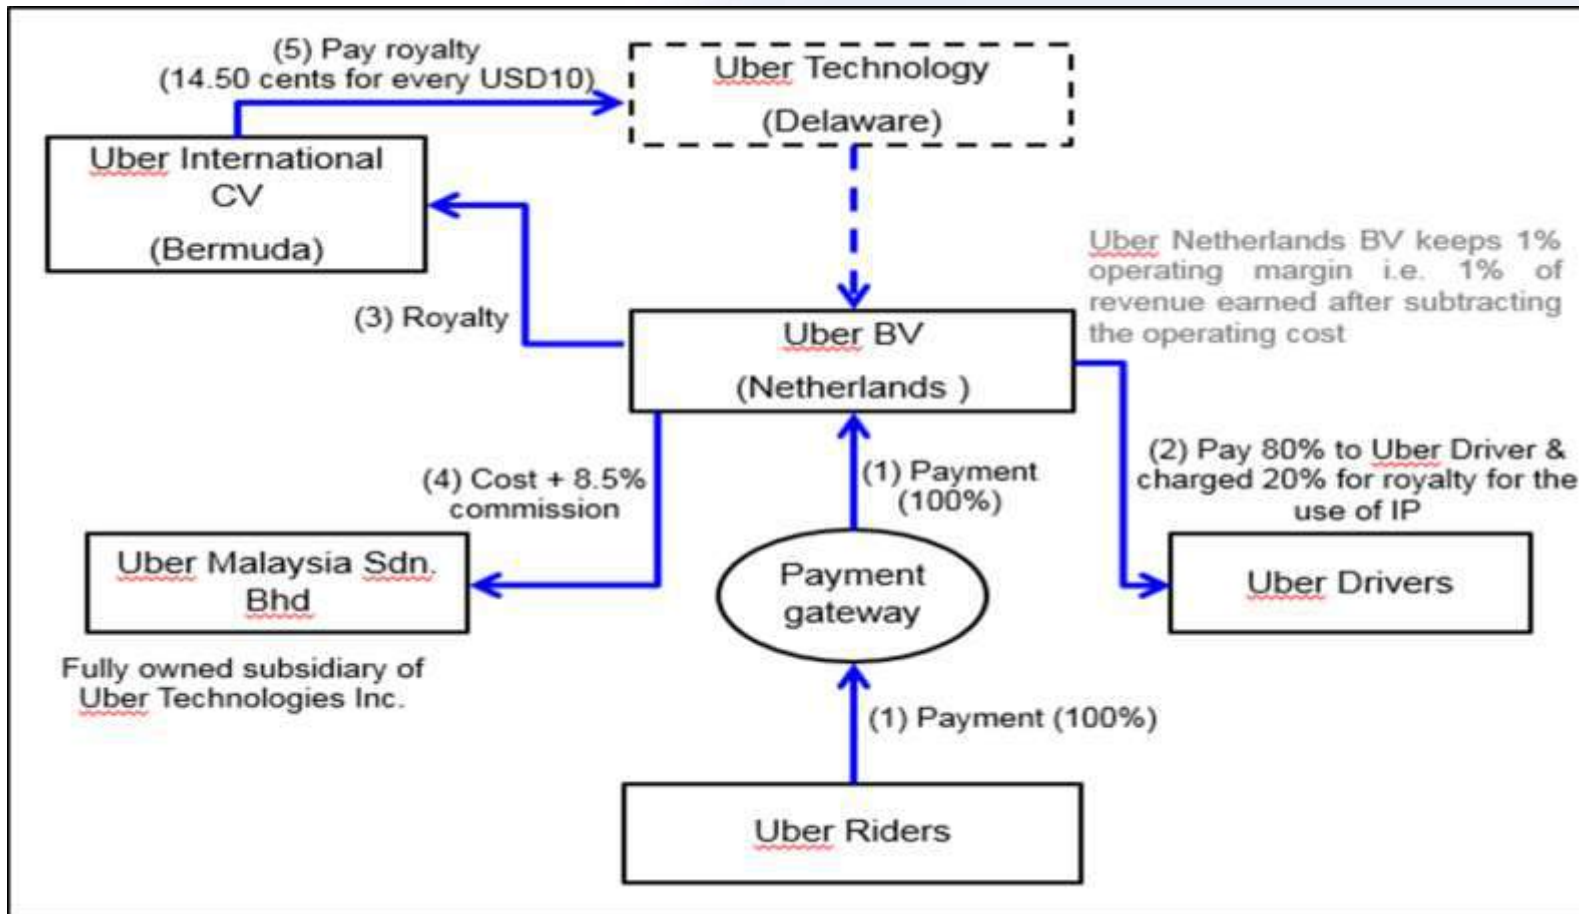 (5) Pay royalty
(14.50 cents for every USD10)
Uber Technology
(Delaware)
Uber International
CV
(Bermuda)
Uber Netherlands BV keeps 1%
operating margin i.e. 1% of
revenue earned after subtracting
the operating cost
(3) Royalty
Uber BV
(Netherlands )
(4) Cost + 8.5%
commission
(1) Payment
(100%)
(2) Pay 80% to Uber Driver &
charged 20% for royalty for the
use of IP
Uber Malaysia Sdn.
Bhd
Payment
gateway
Uber Drivers
Fully owned subsidiary of
Uber Technologies Inc.
(1) Payment (100%)
Uber Riders